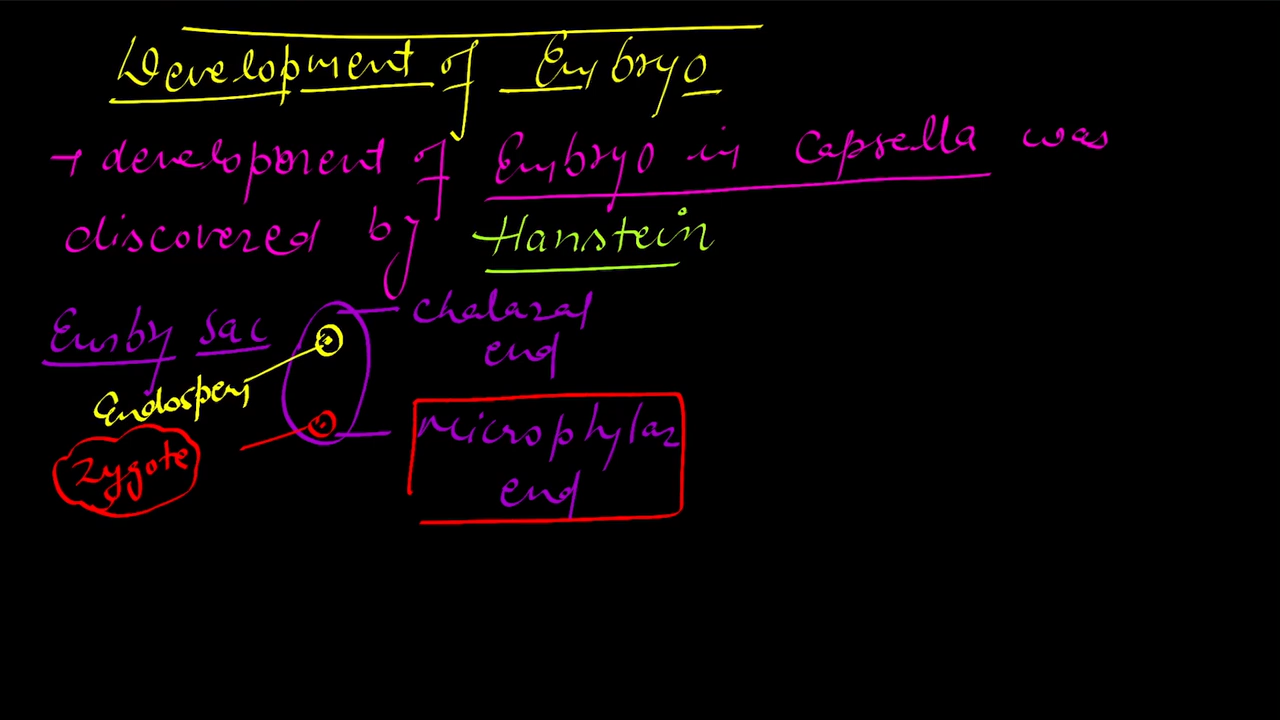 Development of Embryo
→ development of Embryo in Capsella was
discovered by Hanstein
Emby sac
Chalazal
end
Endosperm
Zygote
microphylar
end